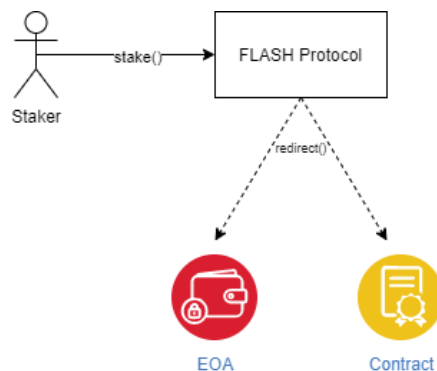 stake()
FLASH Protocol
Staker
redirect()
EOA
Contract